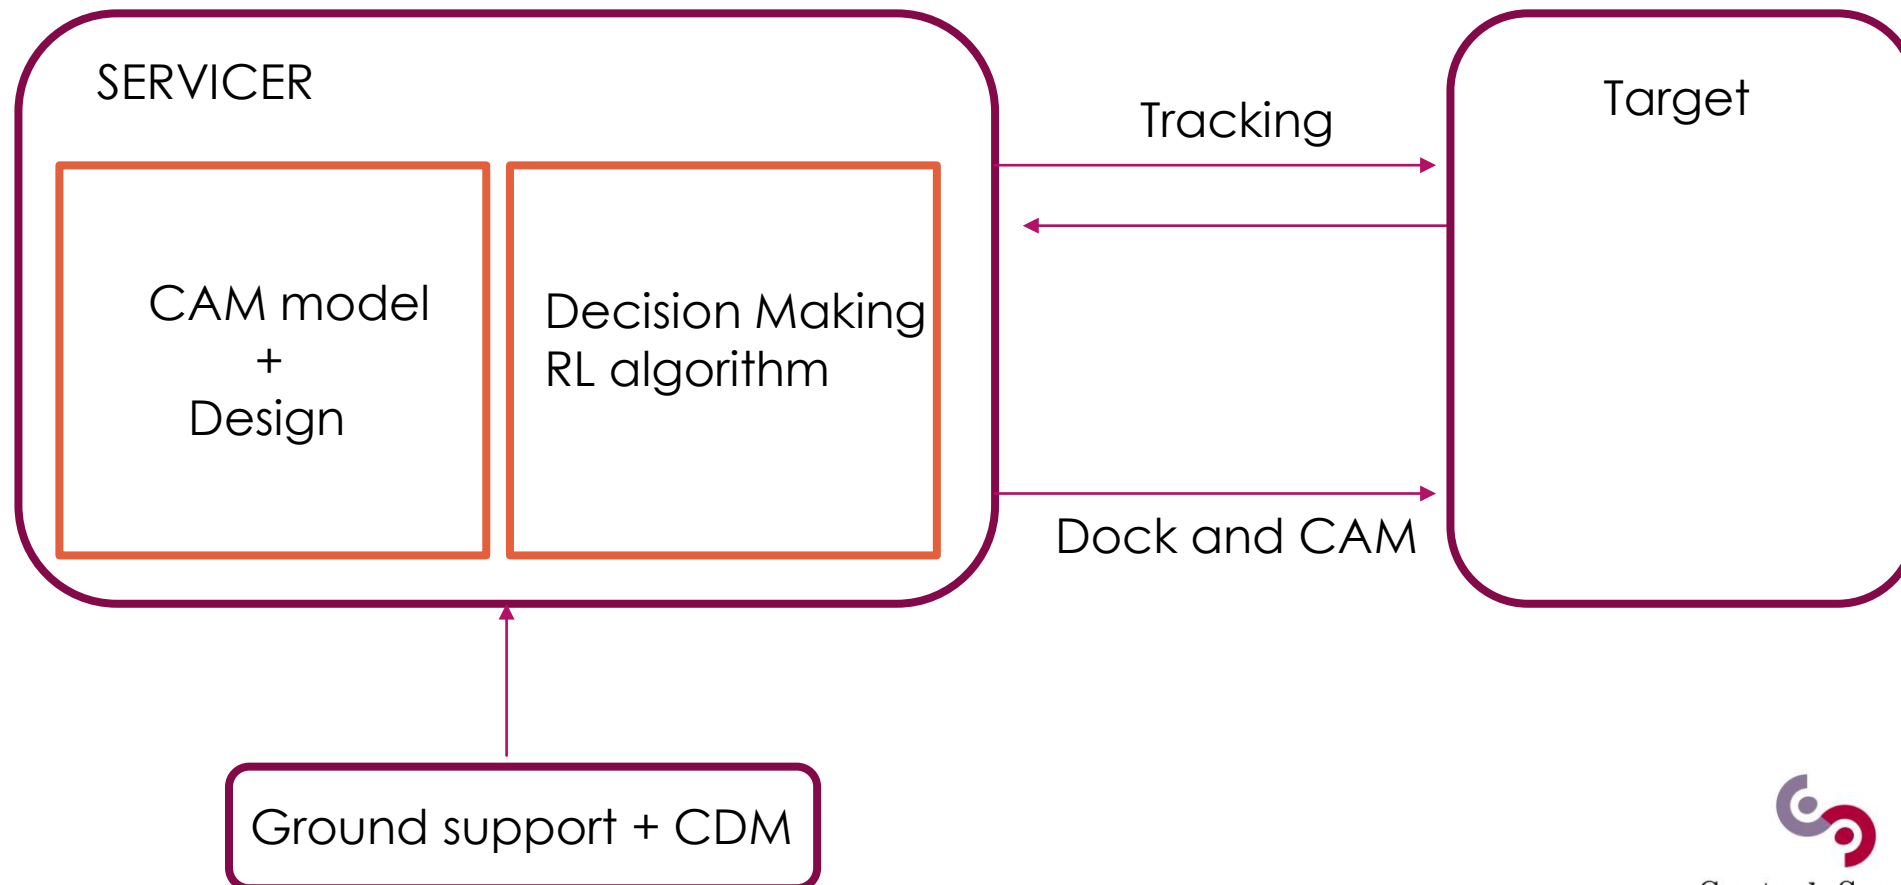 SERVICER
CAM model
+
Design
Decision Making
RL algorithm
Tracking
Dock and CAM
Target
Ground support + CDM